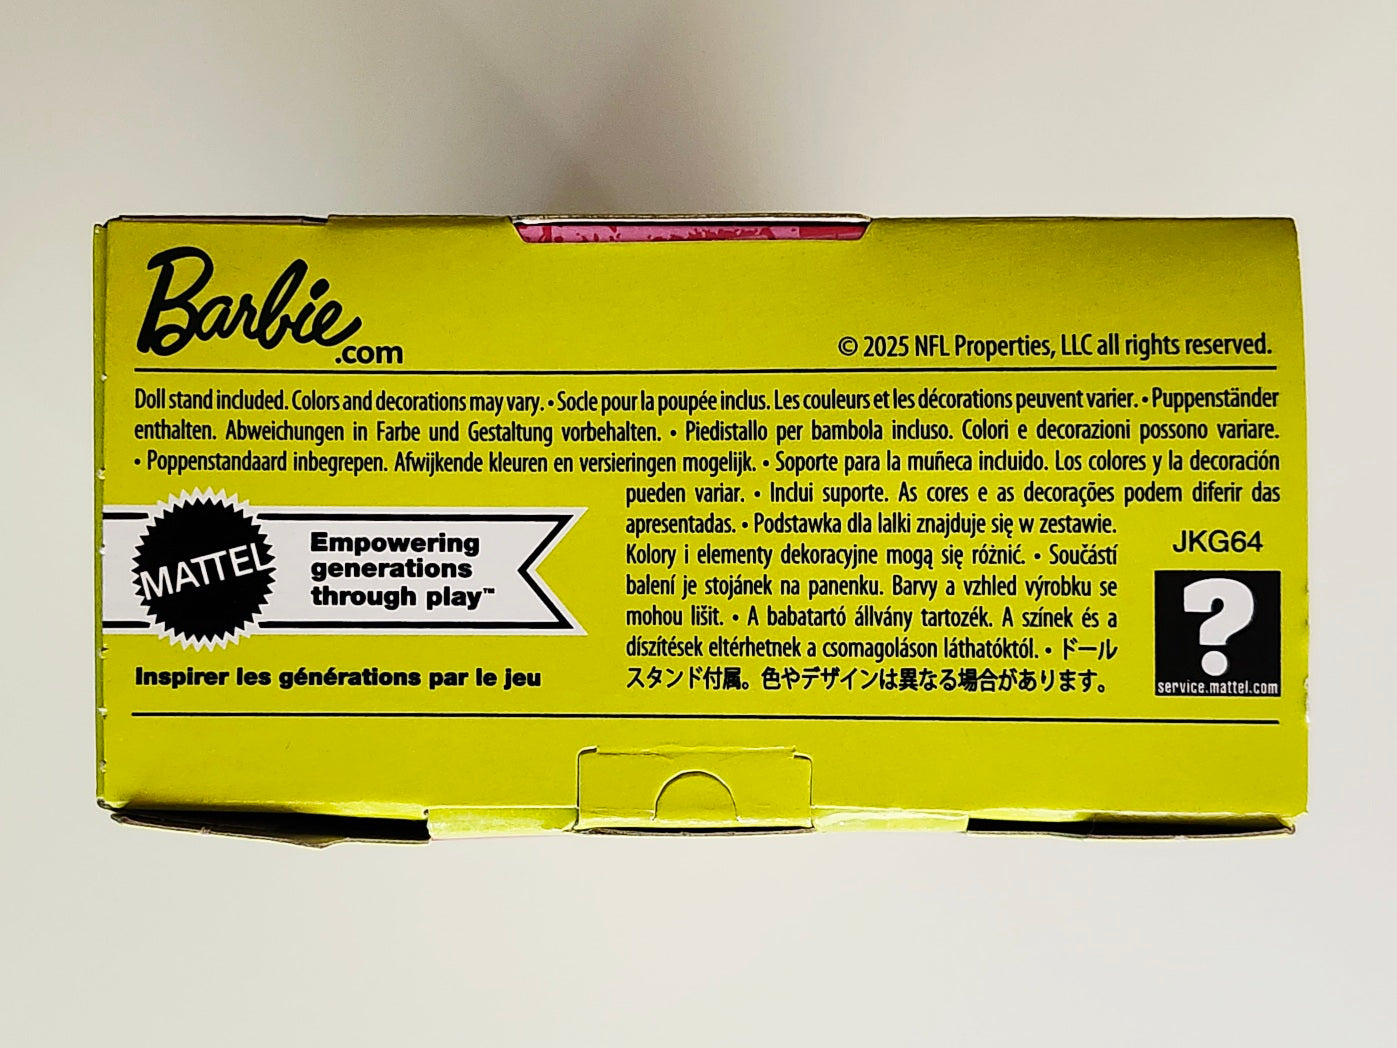 Barbie
.com
© 2025 NFL Properties, LLC all rights reserved.
Doll stand included. Colors and decorations may vary. • Socle pour la poupée inclus. Les couleurs et les décorations peuvent varier. • Puppenständer
enthalten. Abweichungen in Farbe und Gestaltung vorbehalten. • Piedistallo per bambola incluso. Colori e decorazioni possono variare.
• Poppenstandaard inbegrepen. Afwijkende kleuren en versieringen mogelijk. • Soporte para la muñeca incluido. Los colores y la decoración
pueden variar. • Inclui suporte. As cores e as decorações podem diferir das
apresentadas. • Podstawka dla lalki znajduje się w zestawie.
Kolory i elementy dekoracyjne mogą się różnić. • Součástí
balení je stojánek na panenku. Barvy a vzhled výrobku se
mohou lišit. • A babatartó állvány tartozék. A színek és a
díszítések eltérhetnek a csomagoláson láthatóktól. • ドール
スタンド付属。色やデザインは異なる場合があります。
MATTEL
Empowering
generations
through play™
Inspirer les générations par le jeu
JKG64
?
service.mattel.com